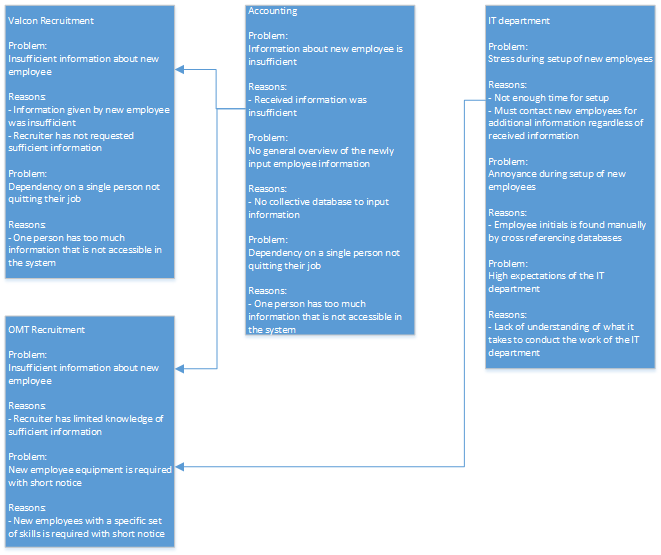 Valcon Recruitment
Problem:
Insufficient information about new
employee
Reasons:
- Information given by new employee
was insufficient
- Recruiter has not requested
sufficient information
Problem:
Dependency on a single person not
quitting their job
Reasons:
- One person has too much
information that is not accessible in
the system
OMT Recruitment
Problem:
Insufficient information about new
employee
Reasons:
- Recruiter has limited knowledge of
sufficient information
Problem:
New employee equipment is required
with short notice
Reasons:
- New employees with a specific set
of skills is required with short notice
Accounting
Problem:
Information about new employee is
insufficient
Reasons:
- Received information was
insufficient
Problem:
No general overview of the newly
input employee information
Reasons:
- No collective database to input
information
Problem:
Dependency on a single person not
quitting their job
Reasons:
- One person has too much
information that is not accessible in
the system
IT department
Problem:
Stress during setup of new employees
Reasons:
- Not enough time for setup
- Must contact new employees for
additional information regardless of
received information
Problem:
Annoyance during setup of new
employees
Reasons:
- Employee initials is found manually
by cross referencing databases
Problem:
High expectations of the IT
department
Reasons:
- Lack of understanding of what it
takes to conduct the work of the IT
department